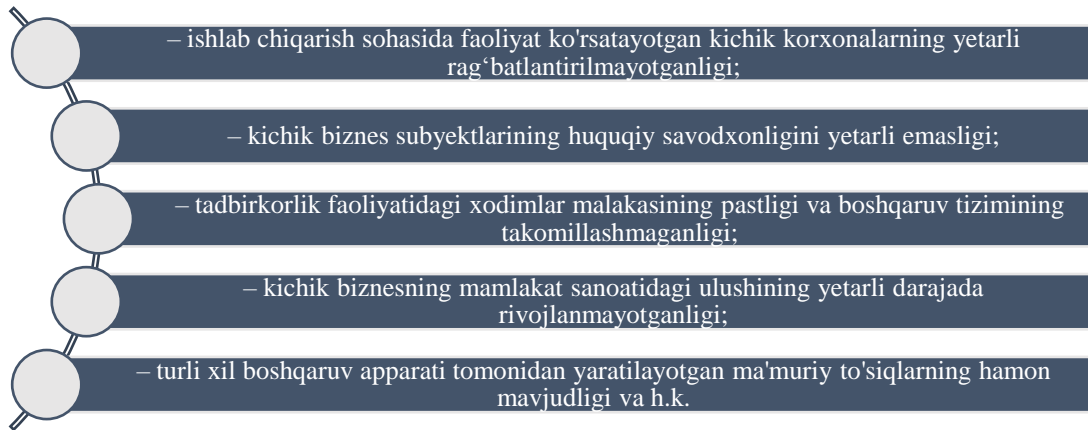 – ishlab chiqarish sohasida faoliyat ko'rsatayotgan kichik korxonalarning yetarli
rag‘batlantirilmayotganligi;
– kichik biznes subyektlarining huquqiy savodxonligini yetarli emasligi;
– tadbirkorlik faoliyatidagi xodimlar malakasining pastligi va boshqaruv tizimining
takomillashmaganligi;
– kichik biznesning mamlakat sanoatidagi ulushining yetarli darajada
rivojlanmayotganligi;
– turli xil boshqaruv apparati tomonidan yaratilayotgan ma'muriy to'siqlarning hamon
mavjudligi va h.k.